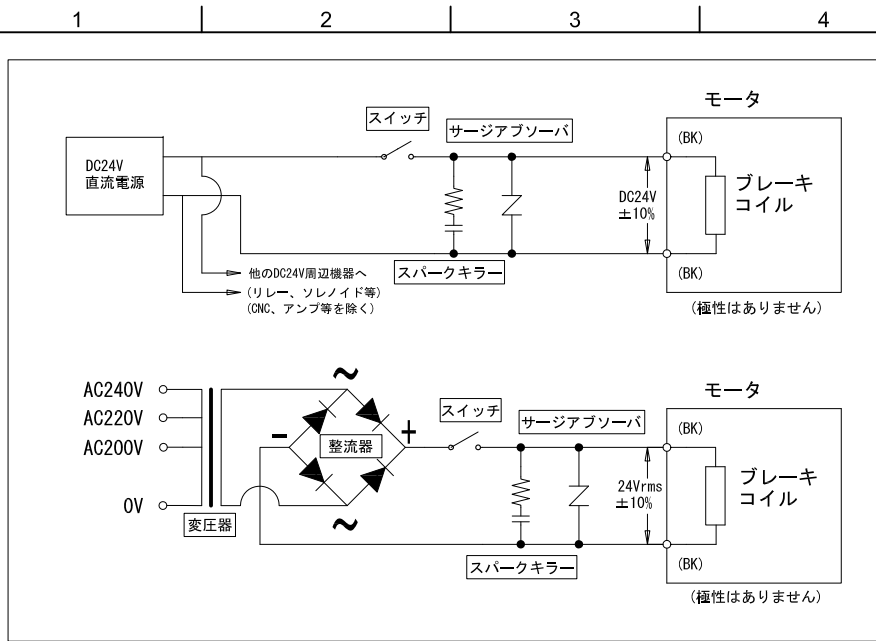 1 2 3 4
モータ
スイッチ
サージアブソーバ
(BK)
DC24V
直流電源
DC24V
±10%
ブレーキ
コイル
他のDC24V周辺機器へ
(リレー、ソレノイド等)
(CNC、アンプ等を除く)
スパークキラー
(BK)
(極性はありません)
~
AC240V
AC220V
AC200V
0V
変圧器
-
整流器
+
~
スイッチ
サージアブソーバ
モータ
(BK)
24Vrms
±10%
ブレーキ
コイル
スパークキラー
(BK)
(極性はありません)